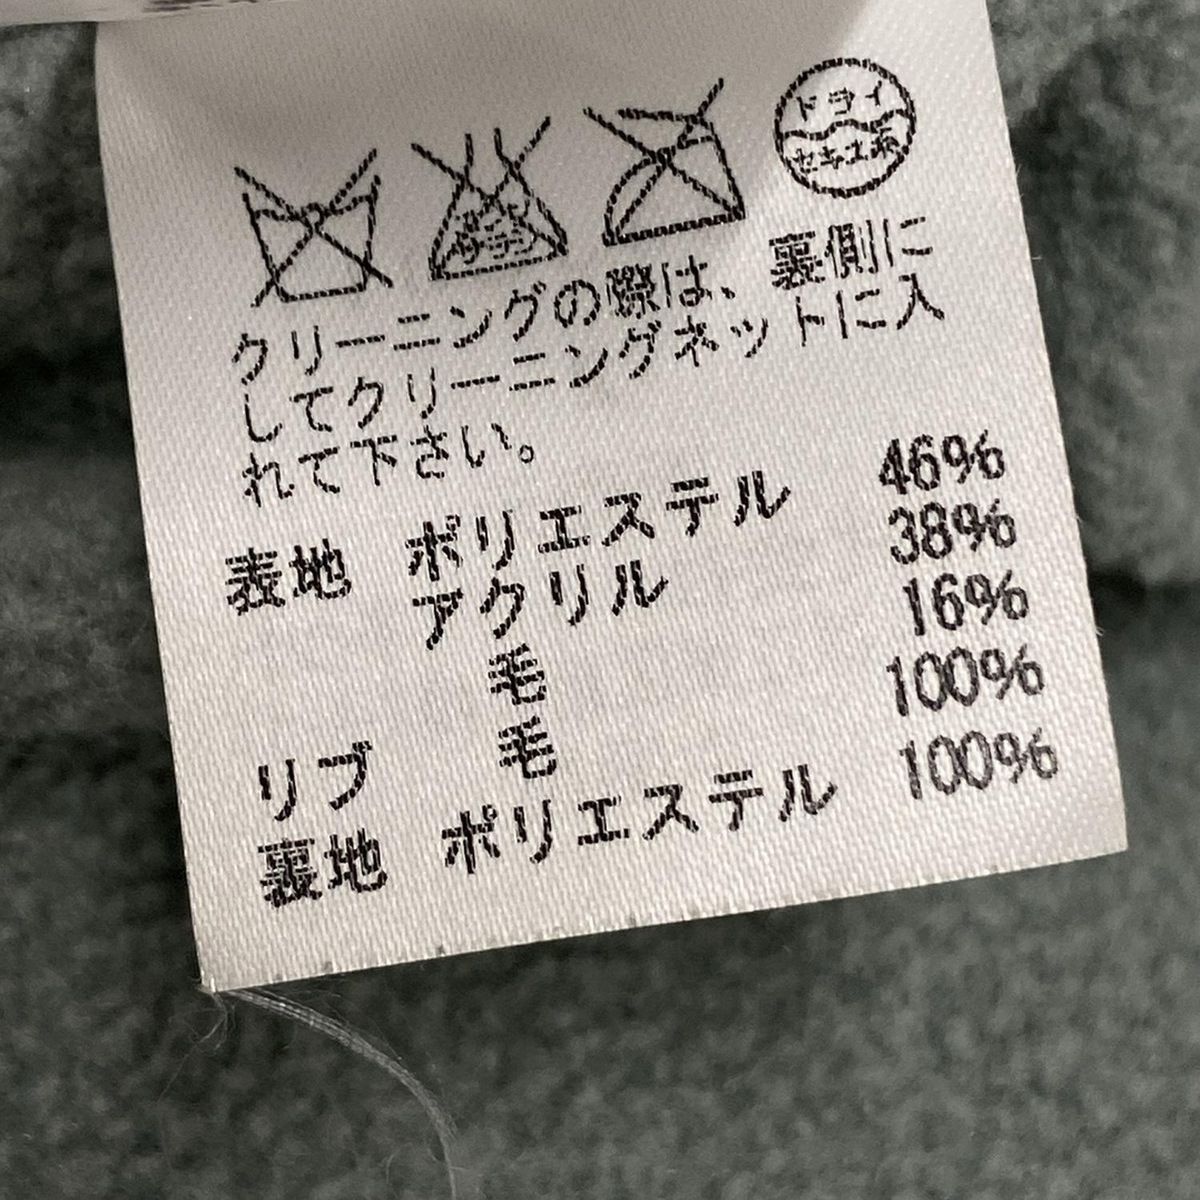 ドライ
セキユ系
クリーニングの際は、裏側に
してクリーニングネットに入
れて下さい。
表地 ポリエステル 46%
アクリル 38%
毛 16%
リブ 毛 100%
裏地 ポリエステル 100%